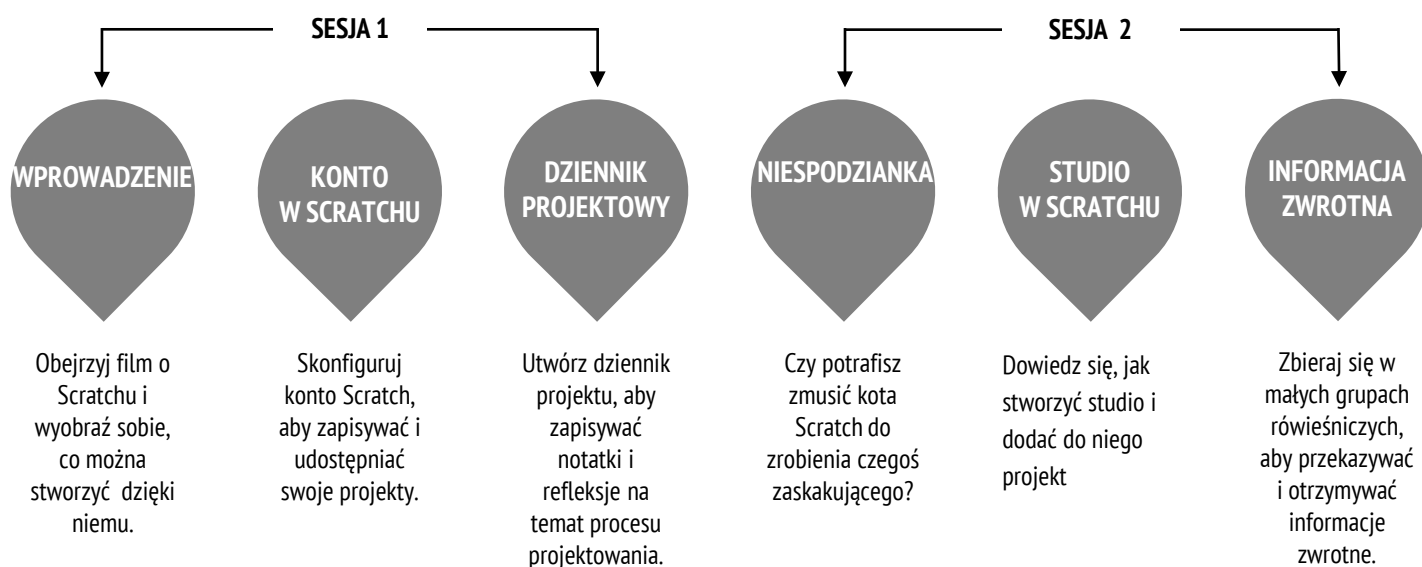 SESJA 1
WPROWADZENIE
Obejrzyj film o
Scratchu i
wyobraź sobie,
co można
stworzyć dzięki
niemu.
KONTO
W SCRATCHU
Skonfiguruj
konto Scratch,
aby zapisywać i
udostępniać
swoje projekty.
DZIENNIK
PROJEKTOWY
Utwórz dziennik
projektu, aby
zapisywać
notatki i
refleksje na
temat procesu
projektowania.
SESJA 2
NIESPODZIANKA
Czy potrafisz
zmusić kota
Scratch do
zrobienia czegoś
zaskakującego?
STUDIO
W SCRATCHU
Dowiedz się, jak
stworzyć studio i
dodać do niego
projekt
INFORMACJA
ZWROTNA
Zbieraj się w
małych grupach
rówieśniczych,
aby przekazywać
i otrzymywać
informacje
zwrotne.